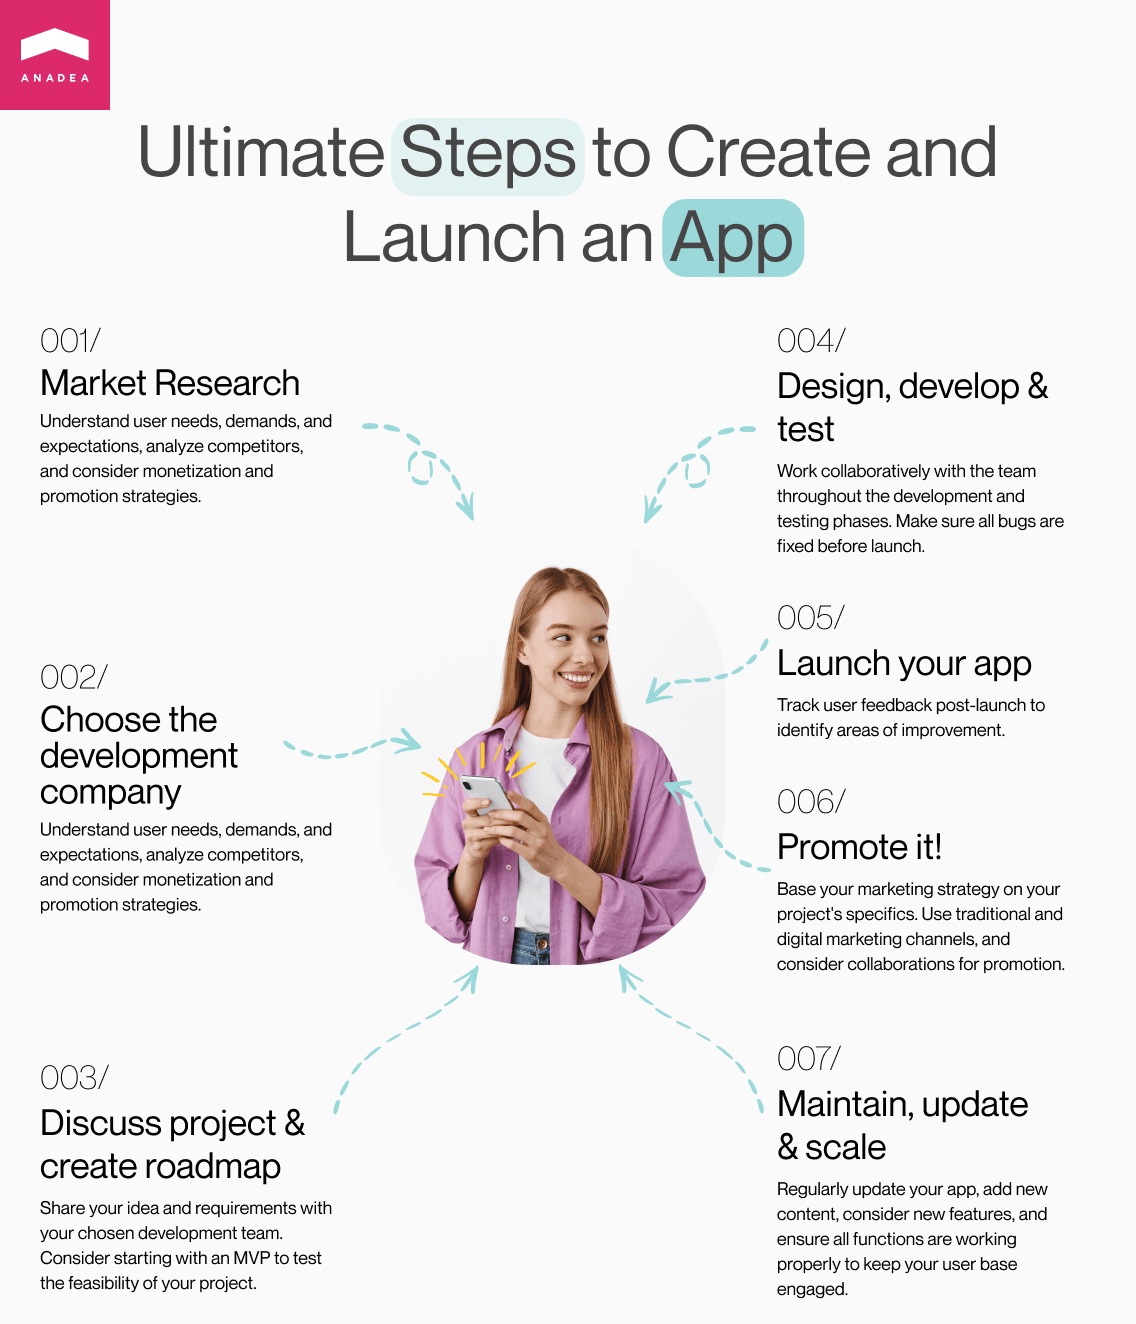 ANADEA
Ultimate Steps to Create and
Launch an App
001/
Market Research
Understand user needs, demands, and
expectations, analyze competitors,
and consider monetization and
promotion strategies.
002/
Choose the
development
company
Understand user needs, demands, and
expectations, analyze competitors,
and consider monetization and
promotion strategies.
003/
Discuss project &
create roadmap
Share your idea and requirements with
your chosen development team.
Consider starting with an MVP to test
the feasibility of your project.
004/
Design, develop &
test
Work collaboratively with the team
throughout the development and
testing phases. Make sure all bugs are
fixed before launch.
005/
Launch your app
Track user feedback post-launch to
identify areas of improvement.
006/
Promote it!
Base your marketing strategy on your
project's specifics. Use traditional and
digital marketing channels, and
consider collaborations for promotion.
007/
Maintain, update
& scale
Regularly update your app, add new
content, consider new features, and
ensure all functions are working
properly to keep your user base
engaged.